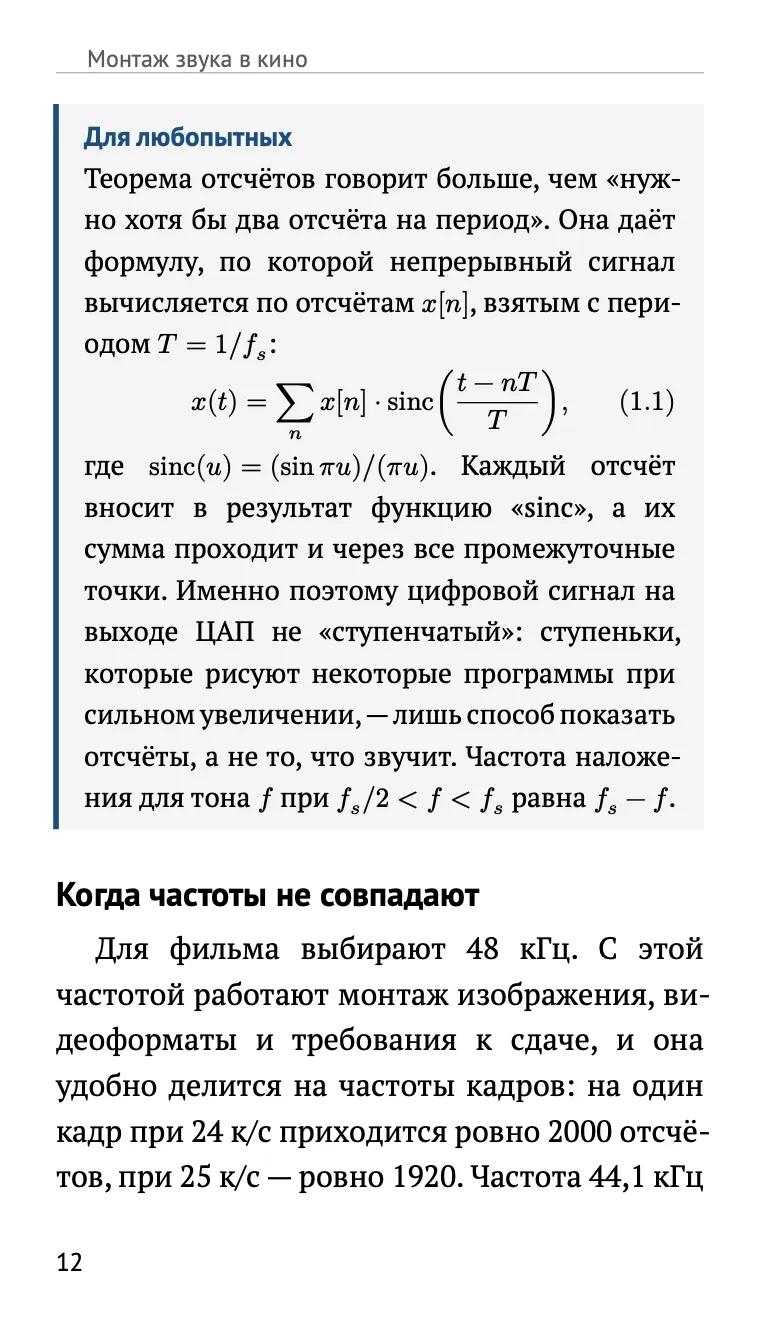 Монтаж звука в кино
Для любопытных
Теорема отсчётов говорит больше, чем «нуж-
но хотя бы два отсчёта на период». Она даёт
формулу, по которой непрерывный сигнал
вычисляется по отсчётам x[n], взятым с пери-
одом T = 1/fₛ:
x(t) = ∑ₙ x[n] · sinc((t − nT)/T), (1.1)
где sinc(u) = (sin πu)/(πu). Каждый отсчёт
вносит в результат функцию «sinc», а их
сумма проходит и через все промежуточные
точки. Именно поэтому цифровой сигнал на
выходе ЦАП не «ступенчатый»: ступеньки,
которые рисуют некоторые программы при
сильном увеличении, — лишь способ показать
отсчёты, а не то, что звучит. Частота наложе-
ния для тона f при fₛ/2 < f < fₛ равна fₛ − f.
Когда частоты не совпадают
Для фильма выбирают 48 кГц. С этой
частотой работают монтаж изображения, ви-
деоформаты и требования к сдаче, и она
удобно делится на частоты кадров: на один
кадр при 24 к/с приходится ровно 2000 отсчё-
тов, при 25 к/с — ровно 1920. Частота 44,1 кГц
12